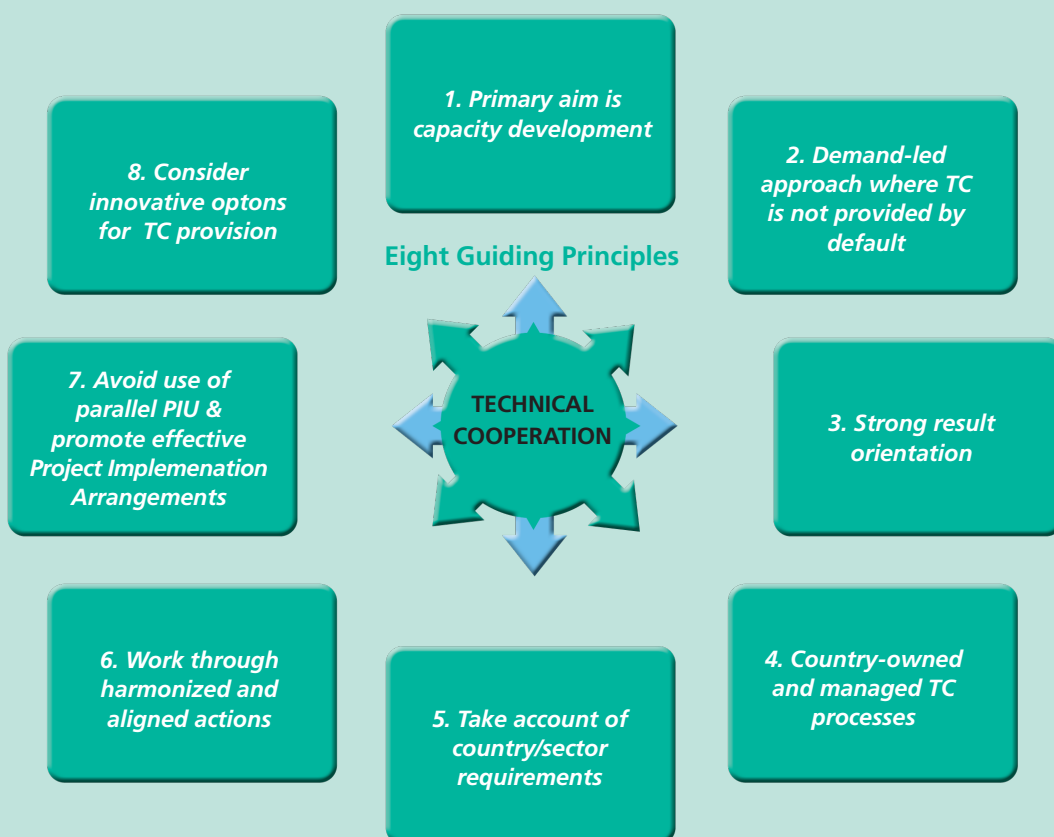 1. Primary aim is
capacity development
2. Demand-led
approach where TC
is not provided by
default
3. Strong result
orientation
4. Country-owned
and managed TC
processes
5. Take account of
country/sector
requirements
6. Work through
harmonized and
aligned actions
7. Avoid use of
parallel PIU &
promote effective
Project Implemenation
Arrangements
8. Consider
innovative optons
for TC provision
Eight Guiding Principles
TECHNICAL
COOPERATION